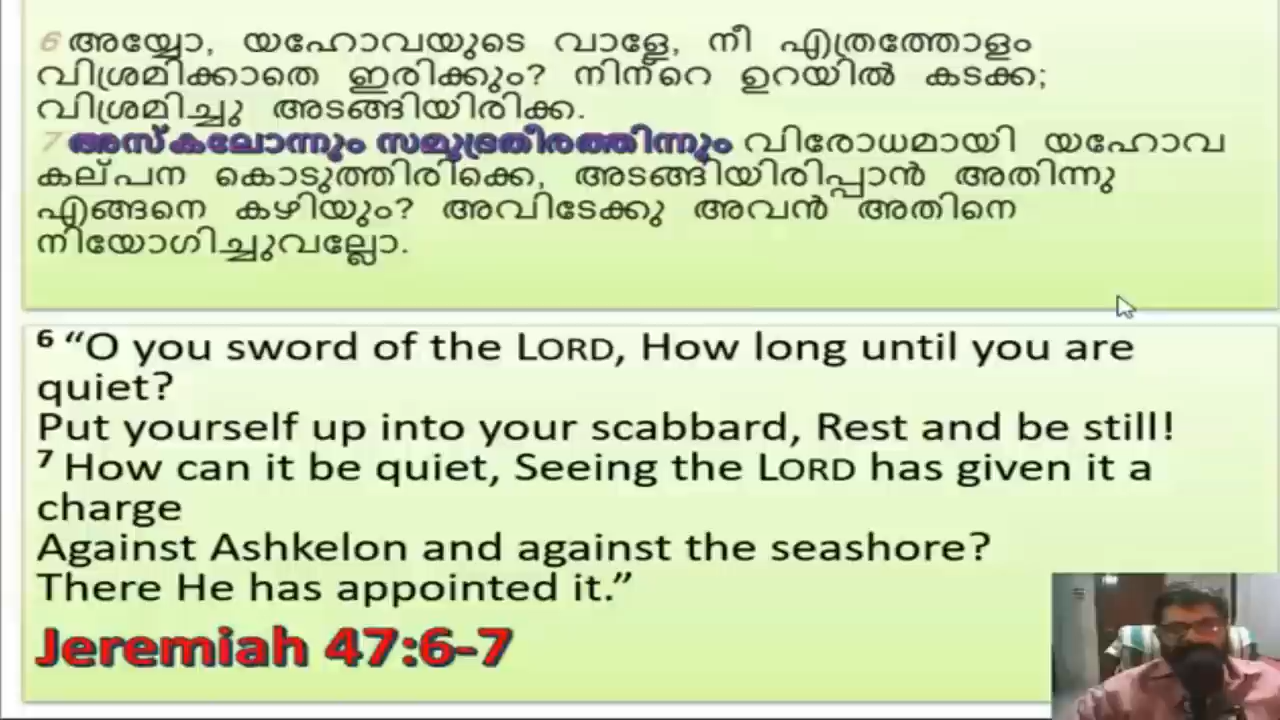 6 അയ്യോ, യഹോവയുടെ വാളേ, നീ എത്രത്തോളം
വിശ്രമിക്കാതെ ഇരിക്കും? നിന്റെ ഉറയിൽ കടക്ക;
വിശ്രമിച്ചു അടങ്ങിയിരിക്ക.
7 അസ്കലോന്നും സമുദ്രതീരത്തിന്നും വിരോധമായി യഹോവ
കല്പന കൊടുത്തിരിക്കെ, അടങ്ങിയിരിപ്പാൻ അതിന്നു
എങ്ങനെ കഴിയും? അവിടേക്കു അവൻ അതിനെ
നിയോഗിച്ചുവല്ലോ.
6 “O you sword of the LORD, How long until you are
quiet?
Put yourself up into your scabbard, Rest and be still!
7 How can it be quiet, Seeing the LORD has given it a
charge
Against Ashkelon and against the seashore?
There He has appointed it.”
Jeremiah 47:6-7